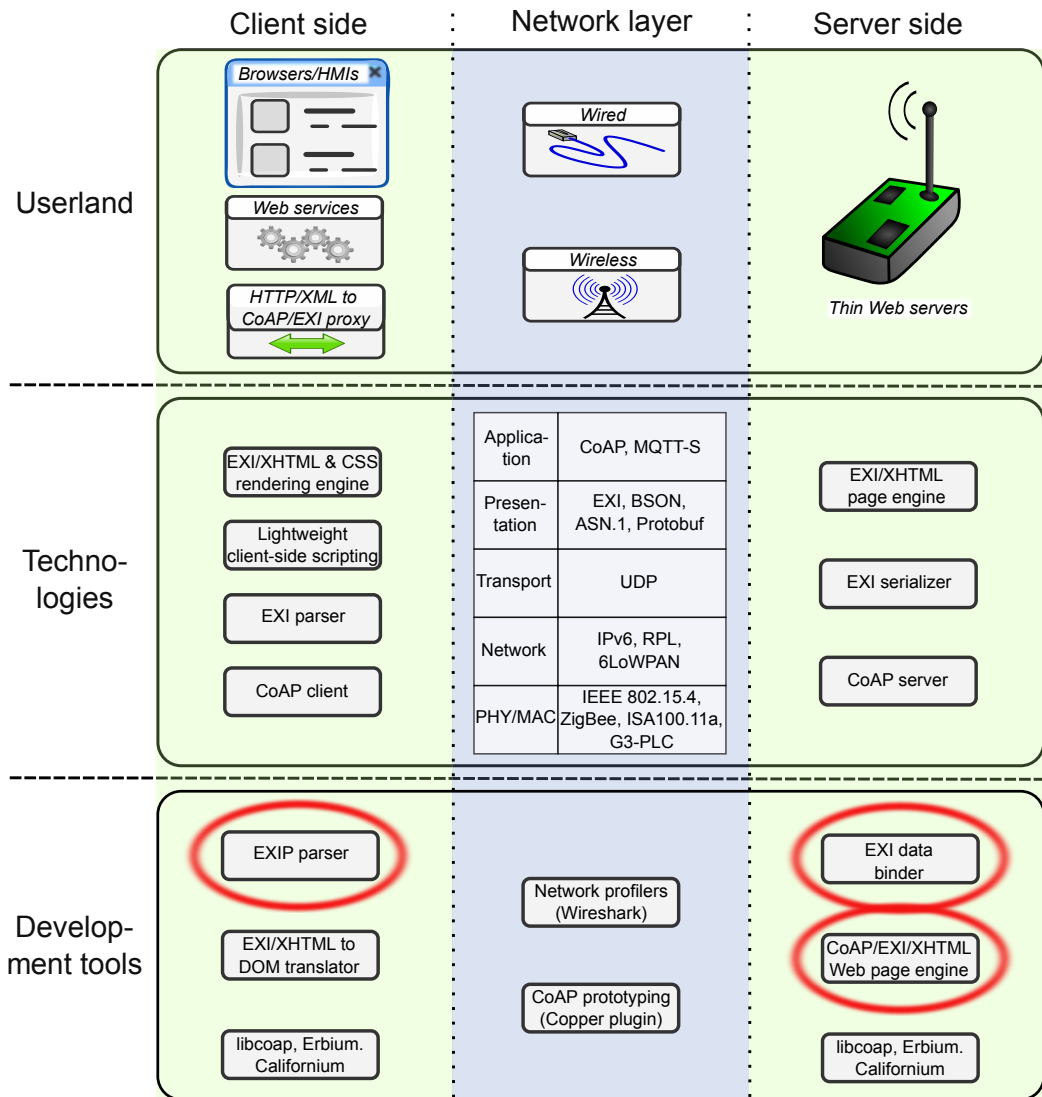 Client side
Network layer
Server side
Userland
Browsers/HMIs
Web services
HTTP/XML to
CoAP/EXI proxy
Wired
Wireless
Thin Web servers
Techno-
logies
EXI/XHTML & CSS
rendering engine
Lightweight
client-side scripting
EXI parser
CoAP client
Applica-
tion
CoAP, MQTT-S
Presen-
tation
EXI, BSON,
ASN.1, Protobuf
Transport
UDP
Network
IPv6, RPL,
6LoWPAN
PHY/MAC
IEEE 802.15.4,
ZigBee, ISA100.11a,
G3-PLC
EXI/XHTML
page engine
EXI serializer
CoAP server
Develop-
ment tools
EXIP parser
EXI/XHTML to
DOM translator
libcoap, Erbium.
Californium
Network profilers
(Wireshark)
CoAP prototyping
(Copper plugin)
EXI data
binder
CoAP/EXI/XHTML
Web page engine
libcoap, Erbium.
Californium